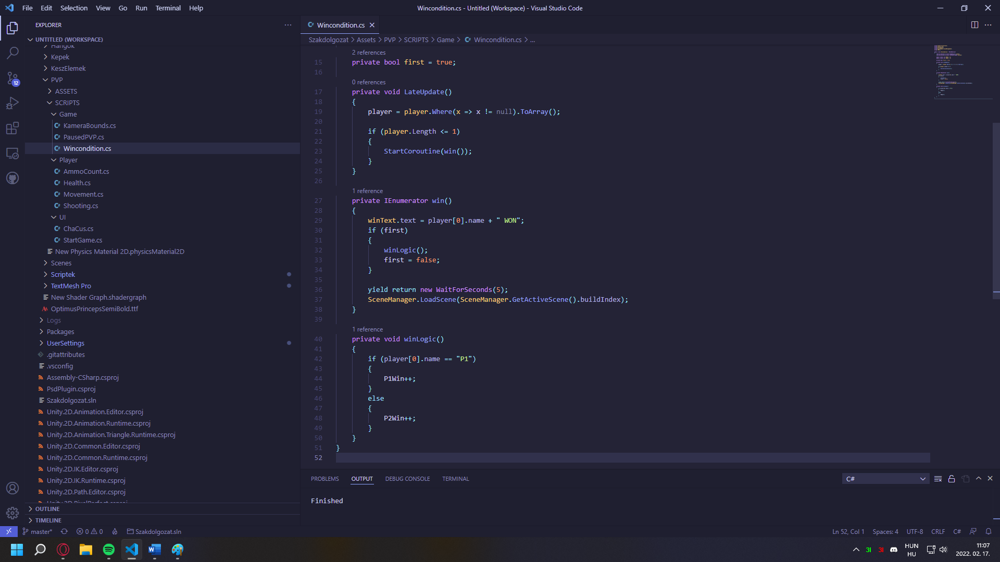 File Edit Selection View Go Run Terminal Help
Wincondition.cs - Untitled (Workspace) - Visual Studio Code
EXPLORER
UNTITLED (WORKSPACE)
Hangok
Kepek
KeszElemek
PVP
ASSETS
SCRIPTS
Game
KameraBounds.cs
PausedPVP.cs
Wincondition.cs
Player
AmmoCount.cs
Health.cs
Movement.cs
Shooting.cs
UI
ChaCus.cs
StartGame.cs
New Physics Material 2D.physicsMaterial2D
Scenes
Scriptek
TextMesh Pro
New Shader Graph.shadergraph
OptimusPrincepsSemiBold.ttf
Logs
Packages
UserSettings
.gitattributes
.vsconfig
Assembly-CSharp.csproj
PsdPlugin.csproj
Szakdolgozat.sln
Unity.2D.Animation.Editor.csproj
Unity.2D.Animation.Runtime.csproj
Unity.2D.Animation.Triangle.Runtime.csproj
Unity.2D.Common.Editor.csproj
Unity.2D.Common.Runtime.csproj
Unity.2D.IK.Editor.csproj
Unity.2D.IK.Runtime.csproj
Unity.2D.Path.Editor.csproj
Unity.2D.PixelPerfect.csproj
OUTLINE
TIMELINE
12
Wincondition.cs
Szakdolgozat > Assets > PVP > SCRIPTS > Game > Wincondition.cs > ...
2 references
15 private bool first = true;
16
0 references
17 private void LateUpdate()
18 {
19 player = player.Where(x => x != null).ToArray();
20
21 if (player.Length <= 1)
22 {
23 StartCoroutine(win());
24 }
25 }
26
1 reference
27 private IEnumerator win()
28 {
29 winText.text = player[0].name + " WON";
30 if (first)
31 {
32 winLogic();
33 first = false;
34 }
35
36 yield return new WaitForSeconds(5);
37 SceneManager.LoadScene(SceneManager.GetActiveScene().buildIndex);
38 }
39
1 reference
40 private void winLogic()
41 {
42 if (player[0].name == "P1")
43 {
44 P1Win++;
45 }
46 else
47 {
48 P2Win++;
49 }
50 }
51 }
52
PROBLEMS OUTPUT DEBUG CONSOLE TERMINAL
C#
Finished
master* 0 0 Szakdolgozat.sln
Ln 52, Col 1 Spaces: 4 UTF-8 CRLF C#
HUN
HU
11:07
2022. 02. 17.